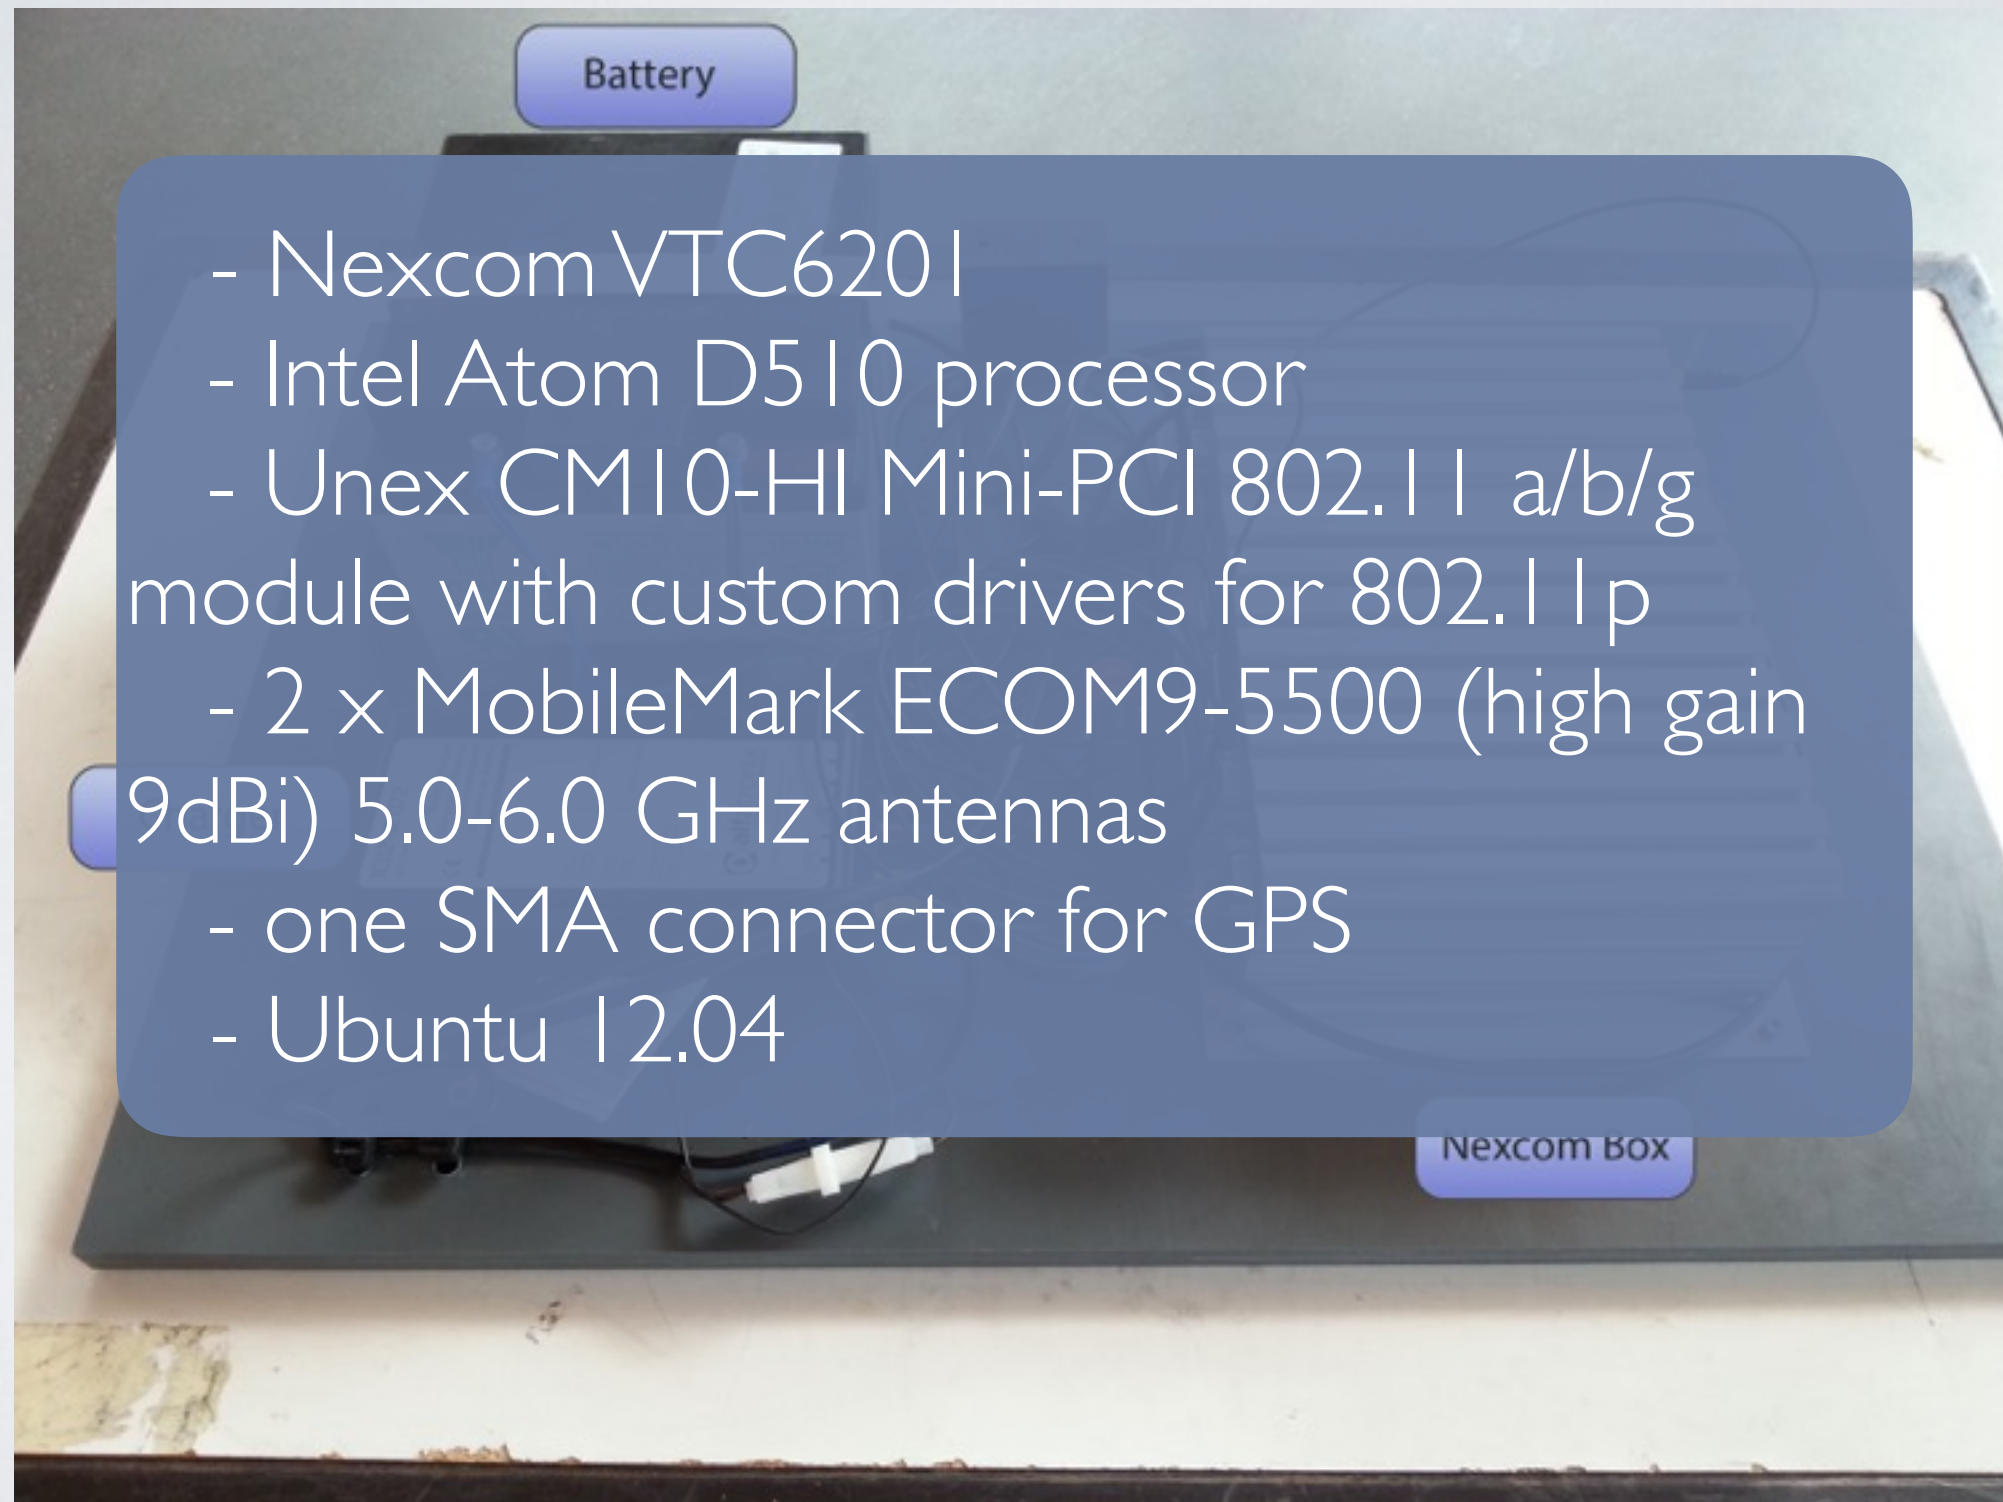 Battery
- Nexcom VTC6201
- Intel Atom D510 processor
- Unex CM10-HI Mini-PCI 802.11 a/b/g
module with custom drivers for 802.11p
- 2 x MobileMark ECOM9-5500 (high gain
9dBi) 5.0-6.0 GHz antennas
- one SMA connector for GPS
- Ubuntu 12.04
Nexcom Box